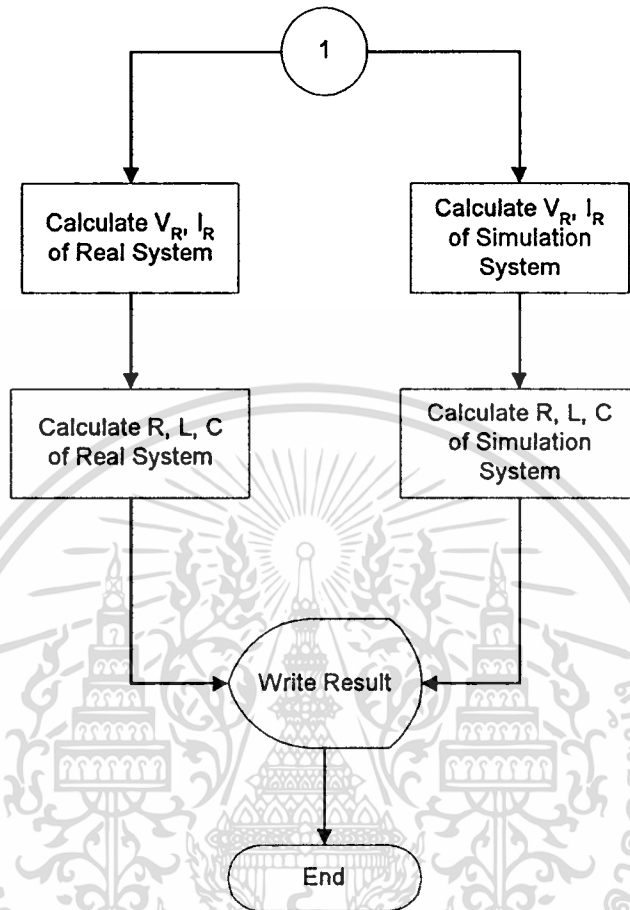 1
Calculate V_R, I_R
of Real System
Calculate V_R, I_R
of Simulation
System
Calculate R, L, C
of Real System
Calculate R, L, C
of Simulation
System
Write Result
End